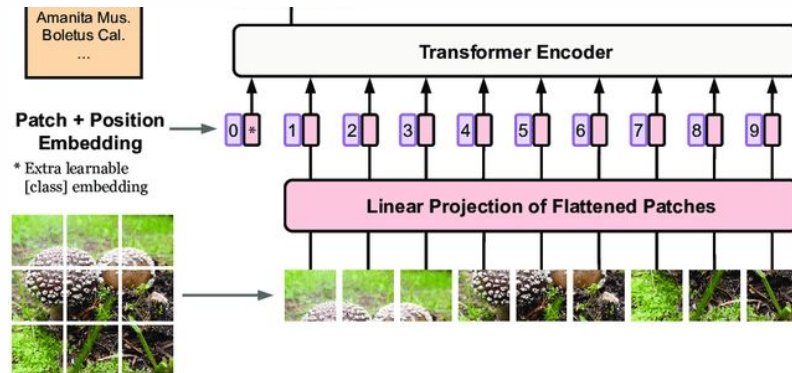 Amanita Mus.
Boletus Cal.
...
Transformer Encoder
Patch + Position
Embedding
0 * 1 2 3 4 5 6 7 8 9
* Extra learnable
[class] embedding
Linear Projection of Flattened Patches